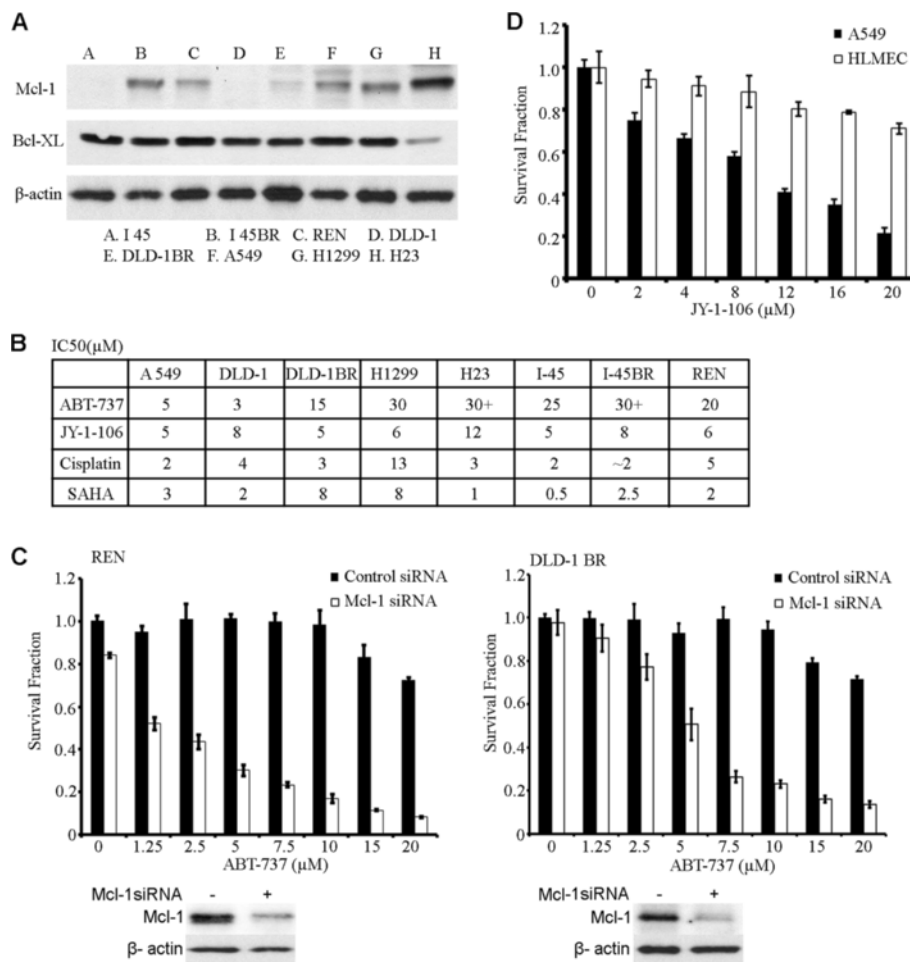 A
A B C D E F G H
Mcl-1
Bcl-XL
β-actin
A. I 45 B. I 45BR C. REN D. DLD-1
E. DLD-1BR F. A549 G. H1299 H. H23
B
IC50(µM)
A 549 DLD-1 DLD-1BR H1299 H23 I-45 I-45BR REN
ABT-737 5 3 15 30 30+ 25 30+ 20
JY-1-106 5 8 5 6 12 5 8 6
Cisplatin 2 4 3 13 3 2 ~2 5
SAHA 3 2 8 8 1 0.5 2.5 2
C
REN
Control siRNA
Mcl-1 siRNA
Survival Fraction
1.2
1.0
0.8
0.6
0.4
0.2
0
0 1.25 2.5 5 7.5 10 15 20
ABT-737 (µM)
Mcl-1siRNA - +
Mcl-1
β- actin
DLD-1 BR
Control siRNA
Mcl-1 siRNA
Survival Fraction
1.2
1.0
0.8
0.6
0.4
0.2
0
0 1.25 2.5 5 7.5 10 15 20
ABT-737 (µM)
Mcl-1siRNA - +
Mcl-1
β- actin
D
A549
HLMEC
Survival Fraction
1.2
1.0
0.8
0.6
0.4
0.2
0
0 2 4 8 12 16 20
JY-1-106 (µM)